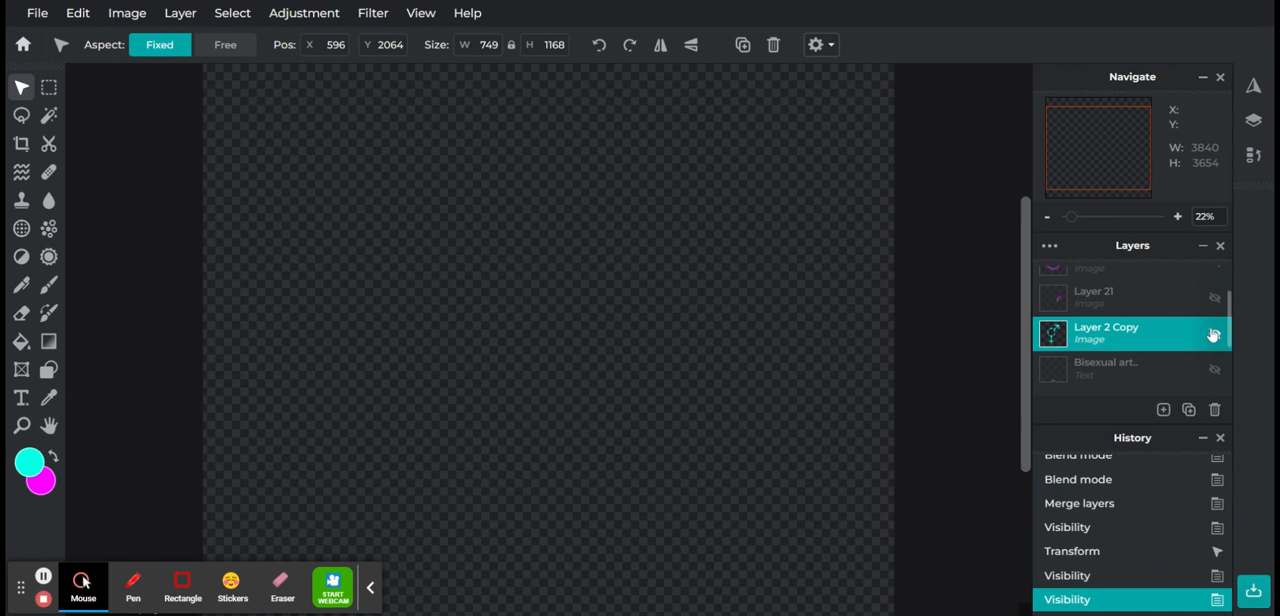 File Edit Image Layer Select Adjustment Filter View Help
Aspect: Fixed Free Pos: X 596 Y 2064 Size: W 749 H 1168
Navigate
X:
Y:
W: 3840
H: 3654
- + 22%
Layers
Image
Layer 21
Image
Layer 2 Copy
Image
Bisexual art..
Text
History
Blend mode
Blend mode
Merge layers
Visibility
Transform
Visibility
Visibility
Mouse Pen Rectangle Stickers Eraser START WEBCAM